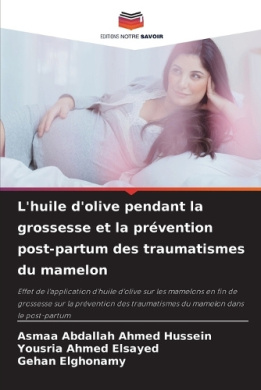 EDITIONS NOTRE SAVOIR
L'huile d'olive pendant la
grossesse et la prévention
post-partum des traumatismes
du mamelon
Effet de l'application d'huile d'olive sur les mamelons en fin de
grossesse sur la prévention des traumatismes du mamelon dans
le post-partum
Asmaa Abdallah Ahmed Hussein
Yousria Ahmed Elsayed
Gehan Elghonamy